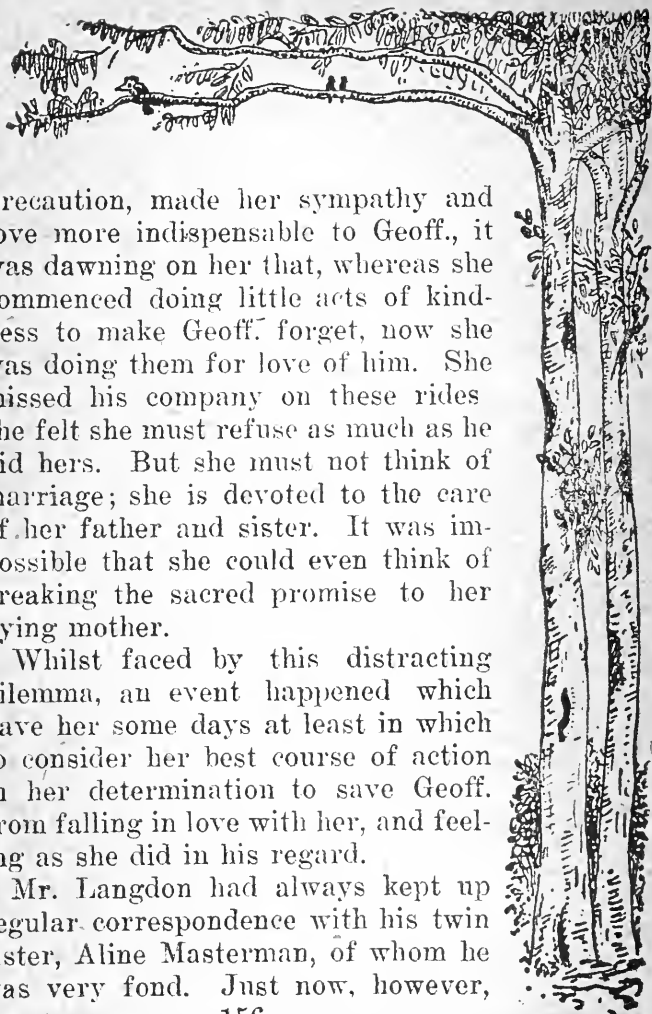 recaution, made her sympathy and
ove more indispensable to Geoff., it
vas dawning on her that, whereas she
ommenced doing little acts of kind-
ess to make Geoff. forget, now she
vas doing them for love of him. She
nissed his company on these rides
he felt she must refuse as much as he
id hers. But she must not think of
narriage; she is devoted to the care
f her father and sister. It was im-
ossible that she could even think of
reaking the sacred promise to her
ying mother.
Whilst faced by this distracting
ilemma, an event happened which
ave her some days at least in which
o consider her best course of action
n her determination to save Geoff.
rom falling in love with her, and feel-
ng as she did in his regard.
Mr. Langdon had always kept up
egular correspondence with his twin
ister, Aline Masterman, of whom he
vas very fond. Just now, however,